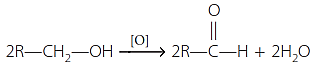 O
2R—CH₂—OH [O]⟶ 2R—C—H + 2H₂O